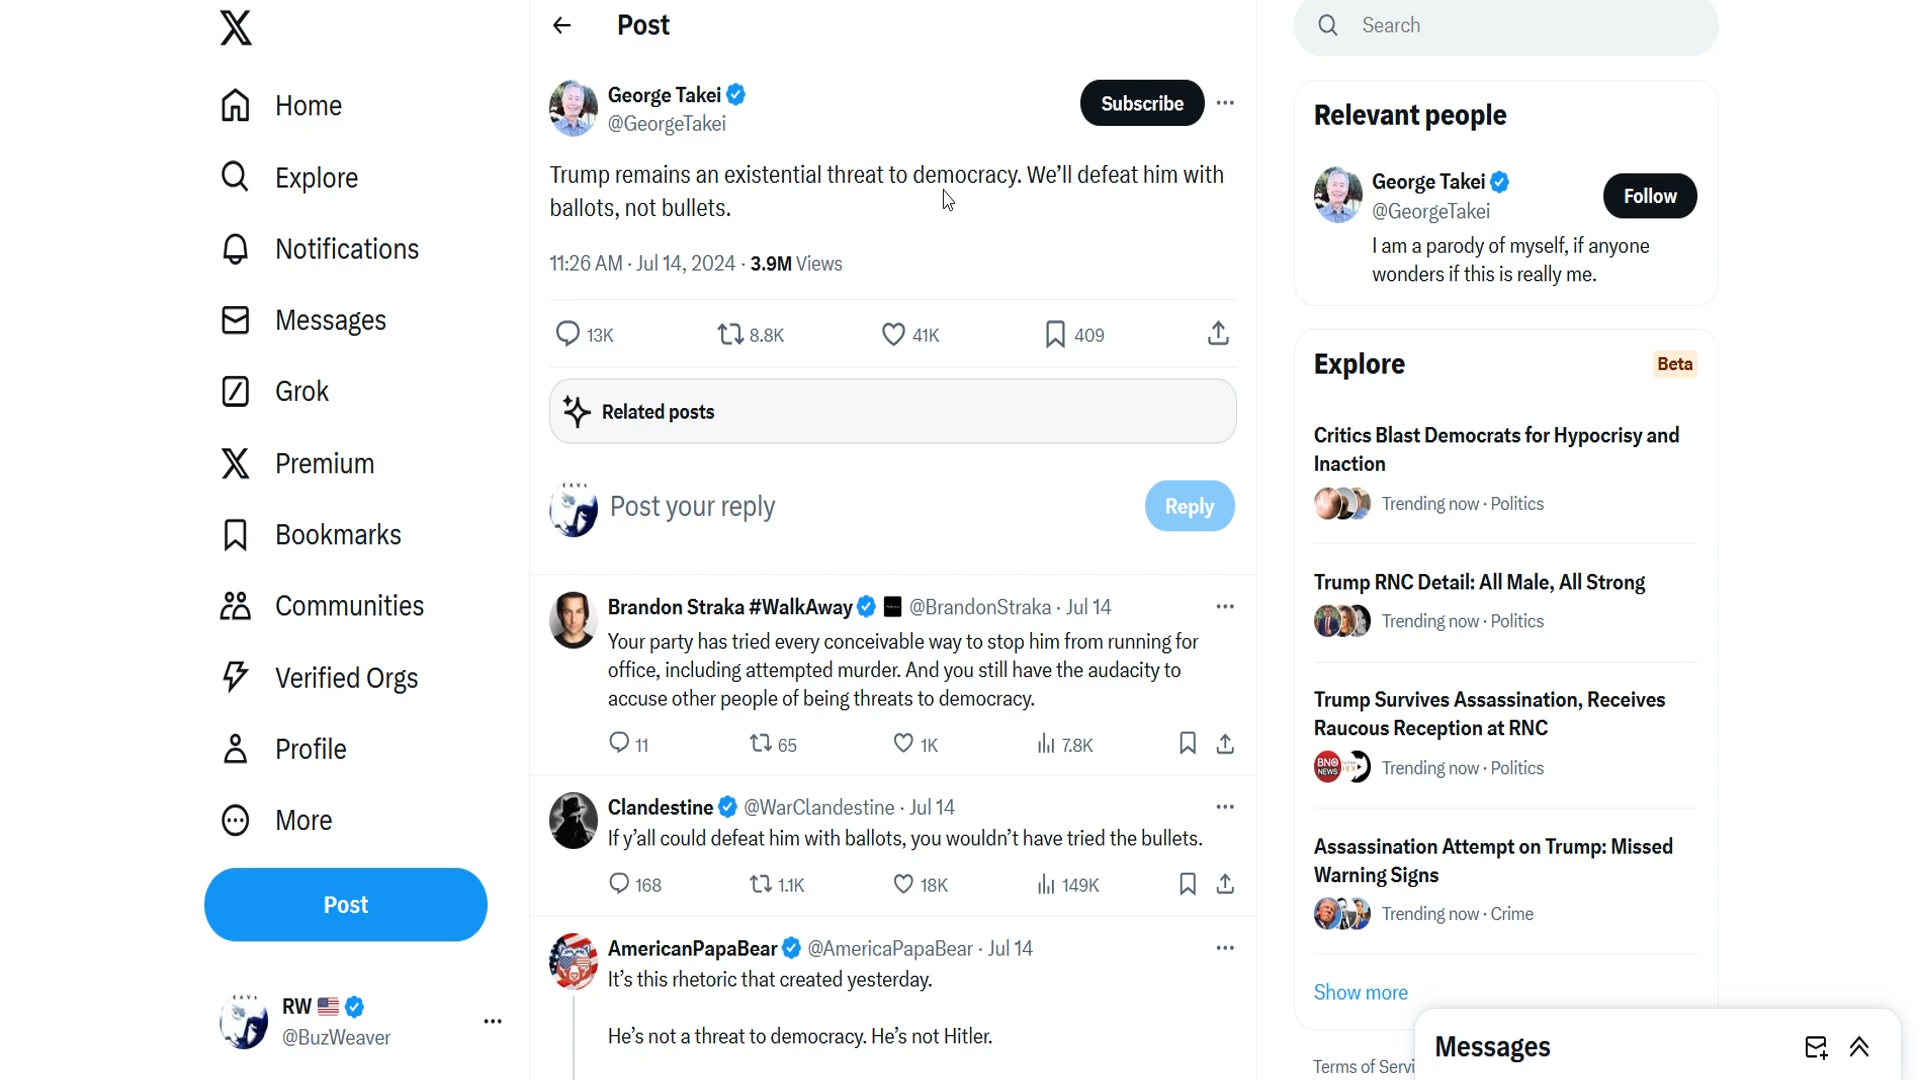 Home
Explore
Notifications
Messages
Grok
Premium
Bookmarks
Communities
Verified Orgs
Profile
More
Post
RW
@BuzWeaver
Post
George Takei
@GeorgeTakei
Subscribe
Trump remains an existential threat to democracy. We’ll defeat him with
ballots, not bullets.
11:26 AM · Jul 14, 2024 · 3.9M Views
13K 8.8K 41K 409
Related posts
Post your reply
Reply
Brandon Straka #WalkAway @BrandonStraka · Jul 14
Your party has tried every conceivable way to stop him from running for
office, including attempted murder. And you still have the audacity to
accuse other people of being threats to democracy.
11 65 1K 7.8K
Clandestine @WarClandestine · Jul 14
If y’all could defeat him with ballots, you wouldn’t have tried the bullets.
168 1.1K 18K 149K
AmericanPapaBear @AmericaPapaBear · Jul 14
It’s this rhetoric that created yesterday.
He’s not a threat to democracy. He’s not Hitler.
Search
Relevant people
George Takei
@GeorgeTakei
Follow
I am a parody of myself, if anyone
wonders if this is really me.
Explore
Beta
Critics Blast Democrats for Hypocrisy and
Inaction
Trending now · Politics
Trump RNC Detail: All Male, All Strong
Trending now · Politics
Trump Survives Assassination, Receives
Raucous Reception at RNC
BNO
NEWS
Trending now · Politics
Assassination Attempt on Trump: Missed
Warning Signs
Trending now · Crime
Show more
Terms of Servi
Messages